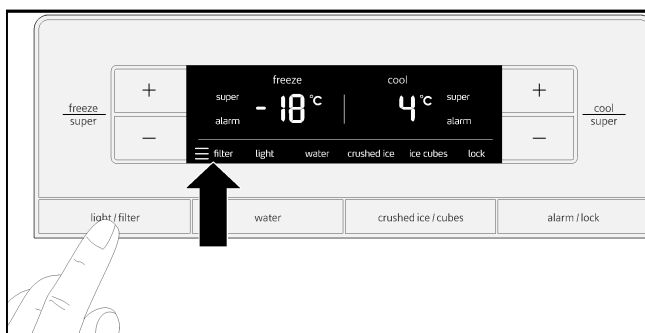 freeze cool
super super
+ - 18 °C 4 °C +
freeze alarm alarm cool
super super
− −
filter light water crushed ice ice cubes lock
light / filter water crushed ice / cubes alarm / lock